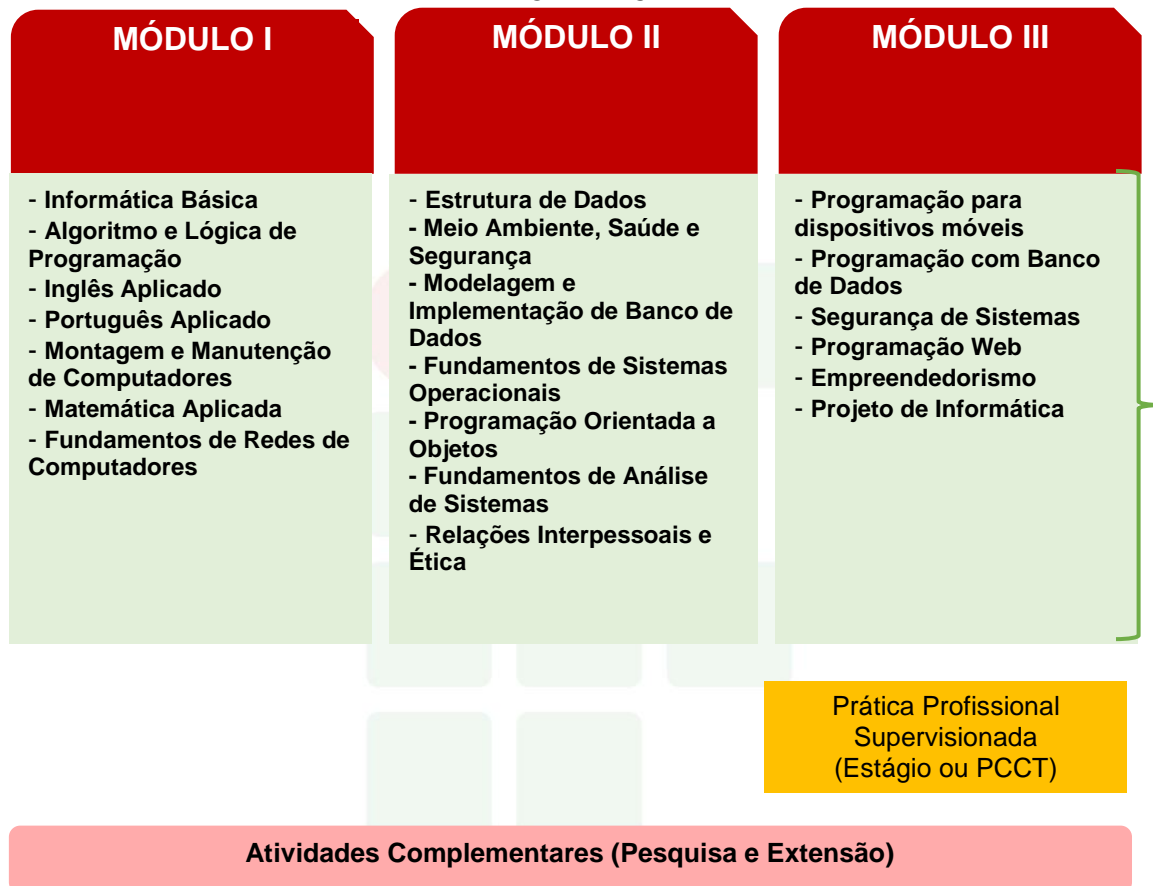 MÓDULO I
- Informática Básica
- Algoritmo e Lógica de
Programação
- Inglês Aplicado
- Português Aplicado
- Montagem e Manutenção
de Computadores
- Matemática Aplicada
- Fundamentos de Redes de
Computadores
MÓDULO II
- Estrutura de Dados
- Meio Ambiente, Saúde e
Segurança
- Modelagem e
Implementação de Banco de
Dados
- Fundamentos de Sistemas
Operacionais
- Programação Orientada a
Objetos
- Fundamentos de Análise
de Sistemas
- Relações Interpessoais e
Ética
MÓDULO III
- Programação para
dispositivos móveis
- Programação com Banco
de Dados
- Segurança de Sistemas
- Programação Web
- Empreendedorismo
- Projeto de Informática
Prática Profissional
Supervisionada
(Estágio ou PCCT)
Atividades Complementares (Pesquisa e Extensão)